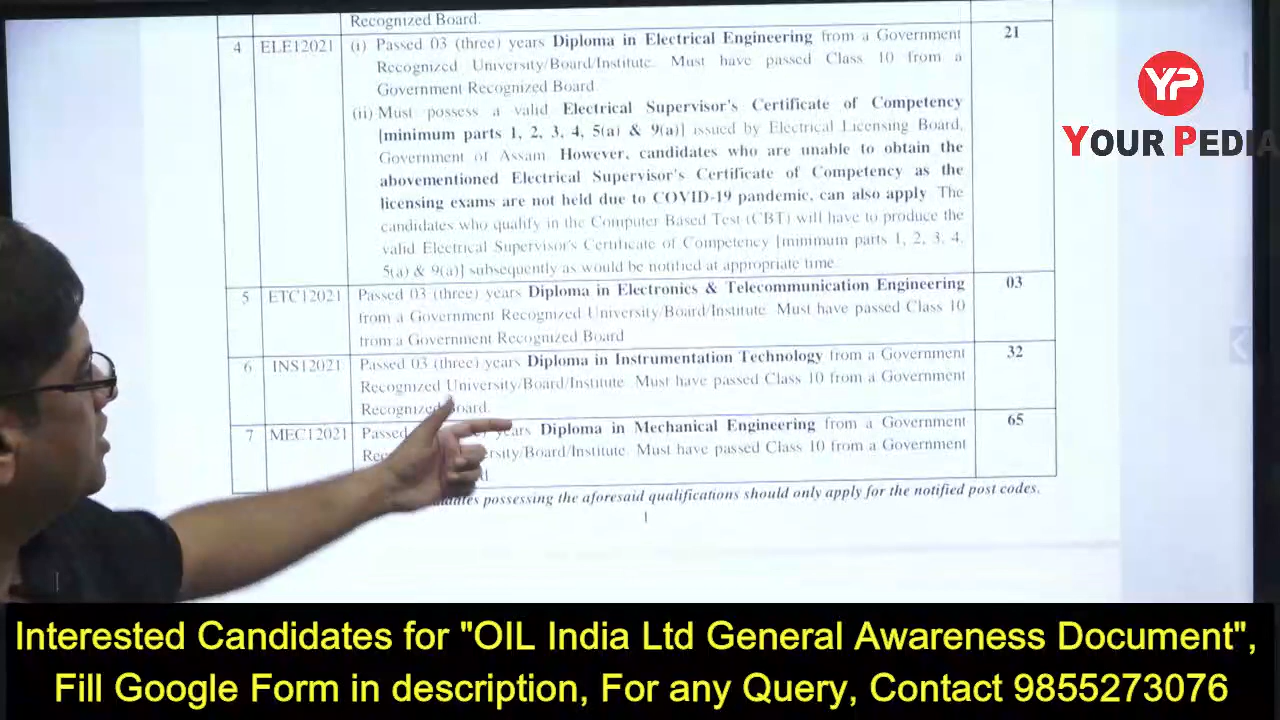 Recognized Board.
4 ELE12021 (i) Passed 03 (three) years Diploma in Electrical Engineering from a Government 21
Recognized University/Board/Institute. Must have passed Class 10 from a
Government Recognized Board.
(ii) Must possess a valid Electrical Supervisor's Certificate of Competency
[minimum parts 1, 2, 3, 4, 5(a) & 9(a)] issued by Electrical Licensing Board,
Government of Assam However, candidates who are unable to obtain the
abovementioned Electrical Supervisor's Certificate of Competency as the
licensing exams are not held due to COVID-19 pandemic, can also apply. The
candidates who qualify in the Computer Based Test (CBT) will have to produce the
valid Electrical Supervisor's Certificate of Competency [minimum parts 1, 2, 3, 4,
5(a) & 9(a)] subsequently as would be notified at appropriate time.
5 ETC12021 Passed 03 (three) years Diploma in Electronics & Telecommunication Engineering 03
from a Government Recognized University/Board/Institute. Must have passed Class 10
from a Government Recognized Board
6 INS12021 Passed 03 (three) years Diploma in Instrumentation Technology from a Government 32
Recognized University/Board/Institute. Must have passed Class 10 from a Government
Recognized Board.
7 MEC12021 Passed years Diploma in Mechanical Engineering from a Government 65
/Board/Institute. Must have passed Class 10 from a Government
possessing the aforesaid qualifications should only apply for the notified post codes.
1
YP
YOUR PEDIA
Interested Candidates for "OIL India Ltd General Awareness Document",
Fill Google Form in description, For any Query, Contact 9855273076